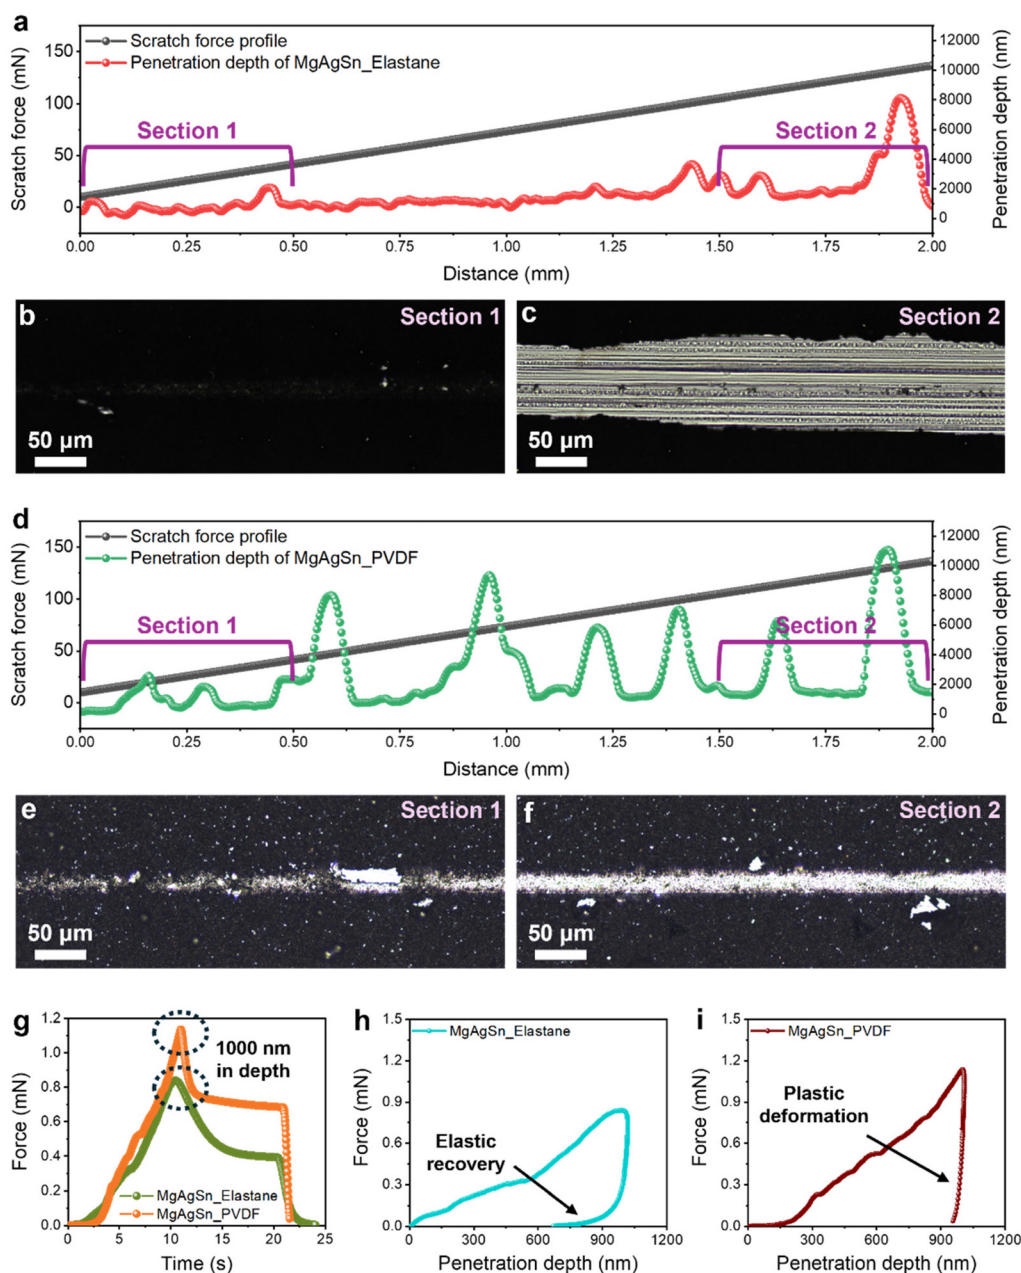 a
Scratch force profile
Penetration depth of MgAgSn_Elastane
Section 1
Section 2
Scratch force (mN)
150
100
50
0
Penetration depth (nm)
12000
10000
8000
6000
4000
2000
0
0.00 0.25 0.50 0.75 1.00 1.25 1.50 1.75 2.00
Distance (mm)
b
Section 1
50 μm
c
Section 2
50 μm
d
Scratch force profile
Penetration depth of MgAgSn_PVDF
Section 1
Section 2
Scratch force (mN)
150
100
50
0
Penetration depth (nm)
12000
10000
8000
6000
4000
2000
0
0.00 0.25 0.50 0.75 1.00 1.25 1.50 1.75 2.00
Distance (mm)
e
Section 1
50 μm
f
Section 2
50 μm
g
1000 nm
in depth
MgAgSn_Elastane
MgAgSn_PVDF
Force (mN)
1.2
1.0
0.8
0.6
0.4
0.2
0.0
0 5 10 15 20 25
Time (s)
h
MgAgSn_Elastane
Elastic
recovery
Force (mN)
1.5
1.2
0.9
0.6
0.3
0.0
0 300 600 900 1200
Penetration depth (nm)
i
MgAgSn_PVDF
Plastic
deformation
Force (mN)
1.5
1.2
0.9
0.6
0.3
0.0
0 300 600 900 1200
Penetration depth (nm)